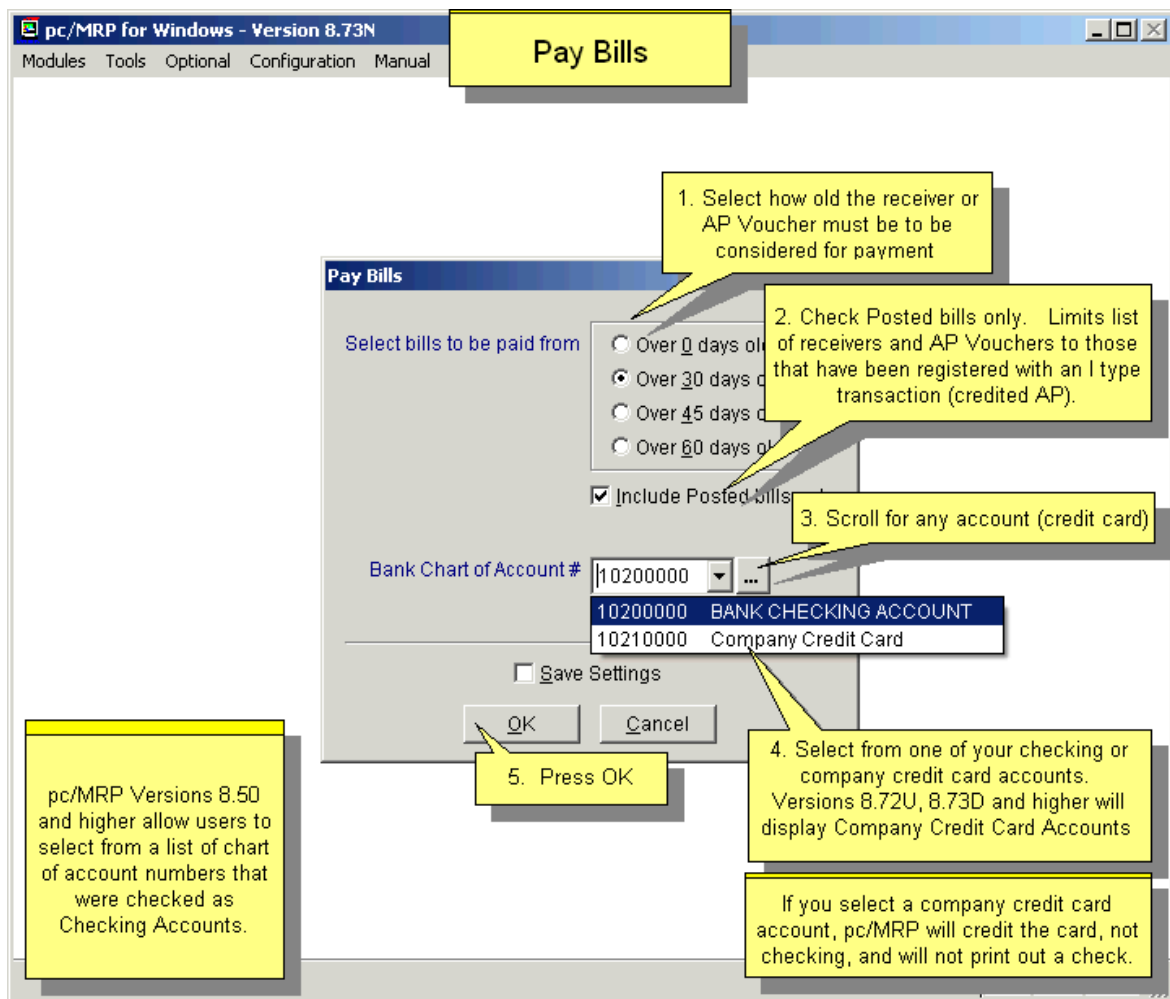 pc/MRP for Windows - Version 8.73N
Pay Bills
Modules Tools Optional Configuration Manual
1. Select how old the receiver or
AP Voucher must be to be
considered for payment
Pay Bills
Select bills to be paid from
Over 0 days old
Over 30 days o
Over 45 days o
Over 60 days ol
2. Check Posted bills only. Limits list
of receivers and AP Vouchers to those
that have been registered with an I type
transaction (credited AP).
Include Posted bills
3. Scroll for any account (credit card)
Bank Chart of Account #
10200000 ...
10200000 BANK CHECKING ACCOUNT
10210000 Company Credit Card
Save Settings
OK Cancel
5. Press OK
4. Select from one of your checking or
company credit card accounts.
Versions 8.72U, 8.73D and higher will
display Company Credit Card Accounts
pc/MRP Versions 8.50
and higher allow users to
select from a list of chart
of account numbers that
were checked as
Checking Accounts.
If you select a company credit card
account, pc/MRP will credit the card, not
checking, and will not print out a check.